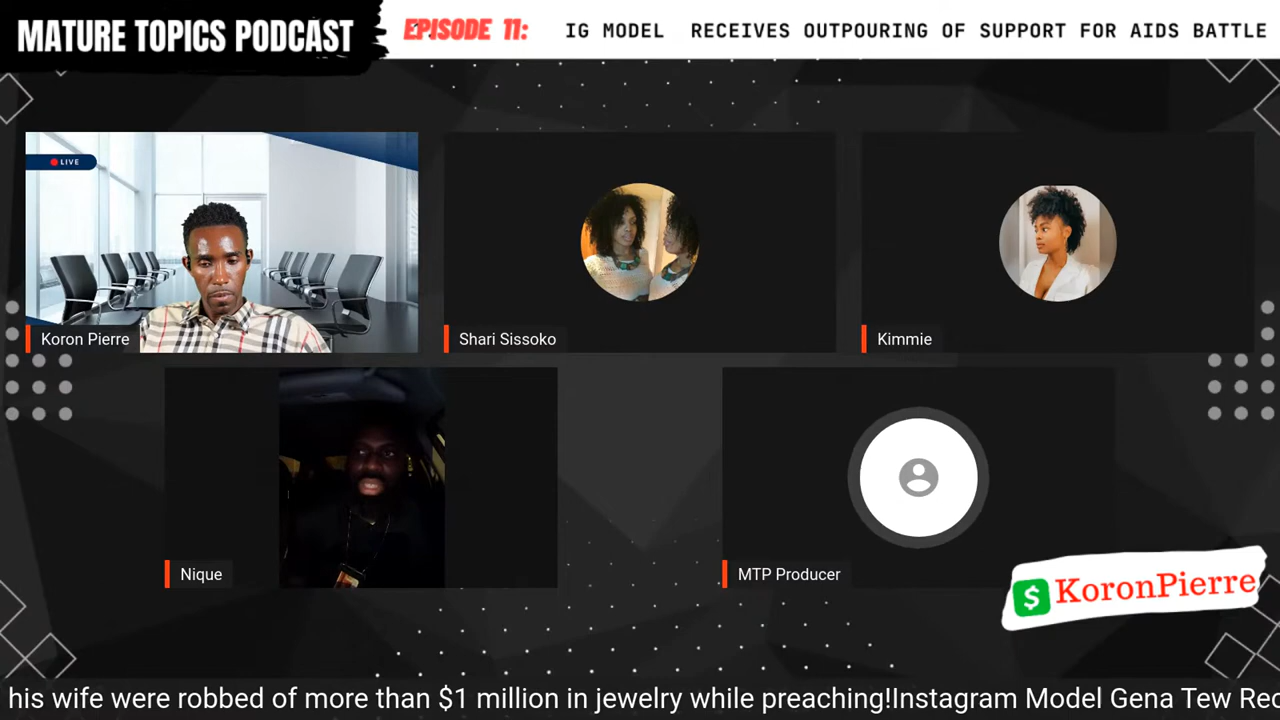 MATURE TOPICS PODCAST
EPISODE 11:
IG MODEL RECEIVES OUTPOURING OF SUPPORT FOR AIDS BATTLE
LIVE
Koron Pierre
Shari Sissoko
Kimmie
Nique
MTP Producer
$ KoronPierre
his wife were robbed of more than $1 million in jewelry while preaching!Instagram Model Gena Tew Rec